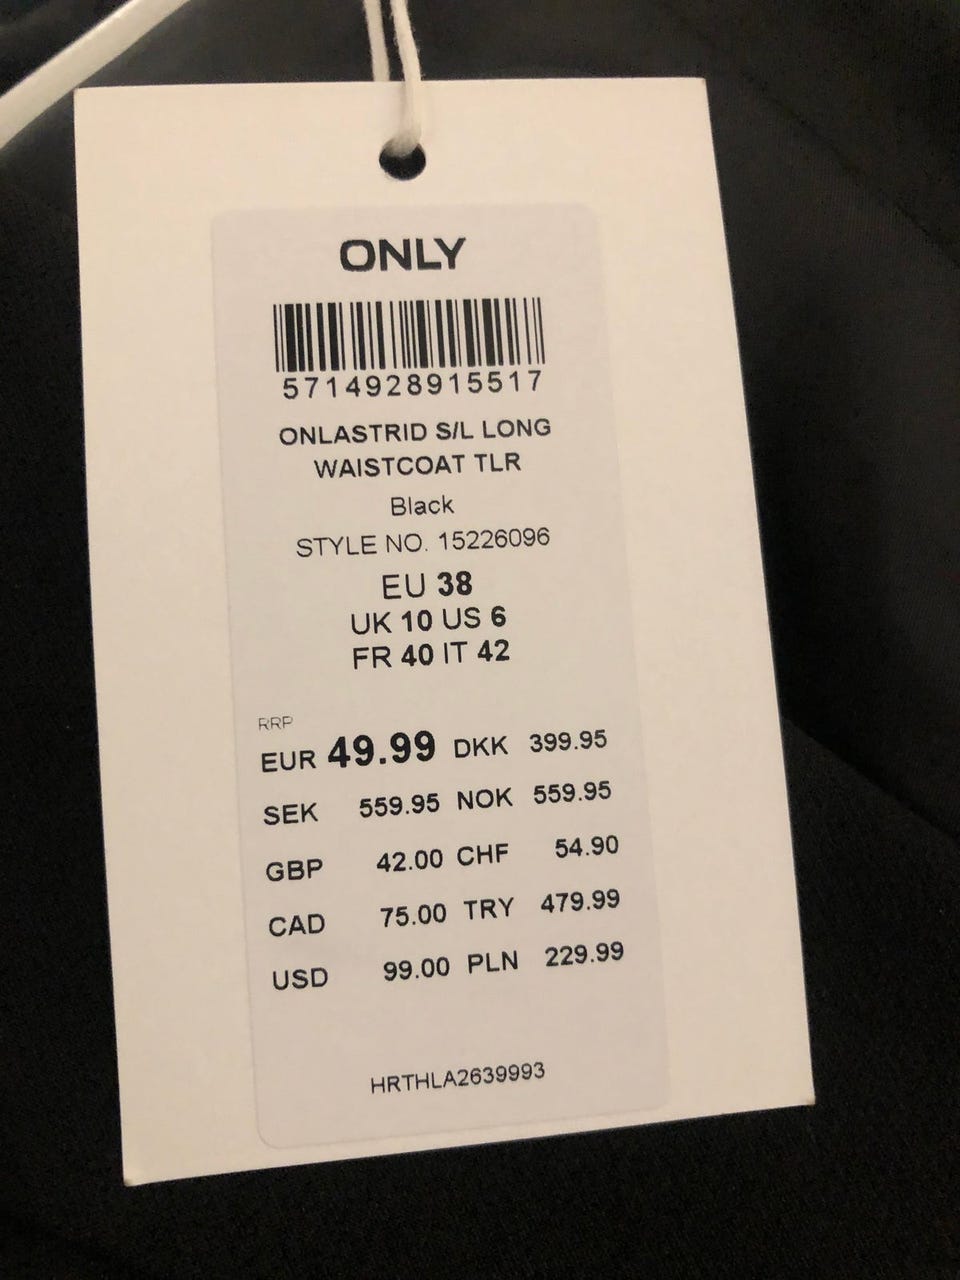 ONLY
5714928915517
ONLASTRID S/L LONG
WAISTCOAT TLR
Black
STYLE NO. 15226096
EU 38
UK 10 US 6
FR 40 IT 42
RRP
EUR 49.99 DKK 399.95
SEK 559.95 NOK 559.95
GBP 42.00 CHF 54.90
CAD 75.00 TRY 479.99
USD 99.00 PLN 229.99
HRTHLA2639993